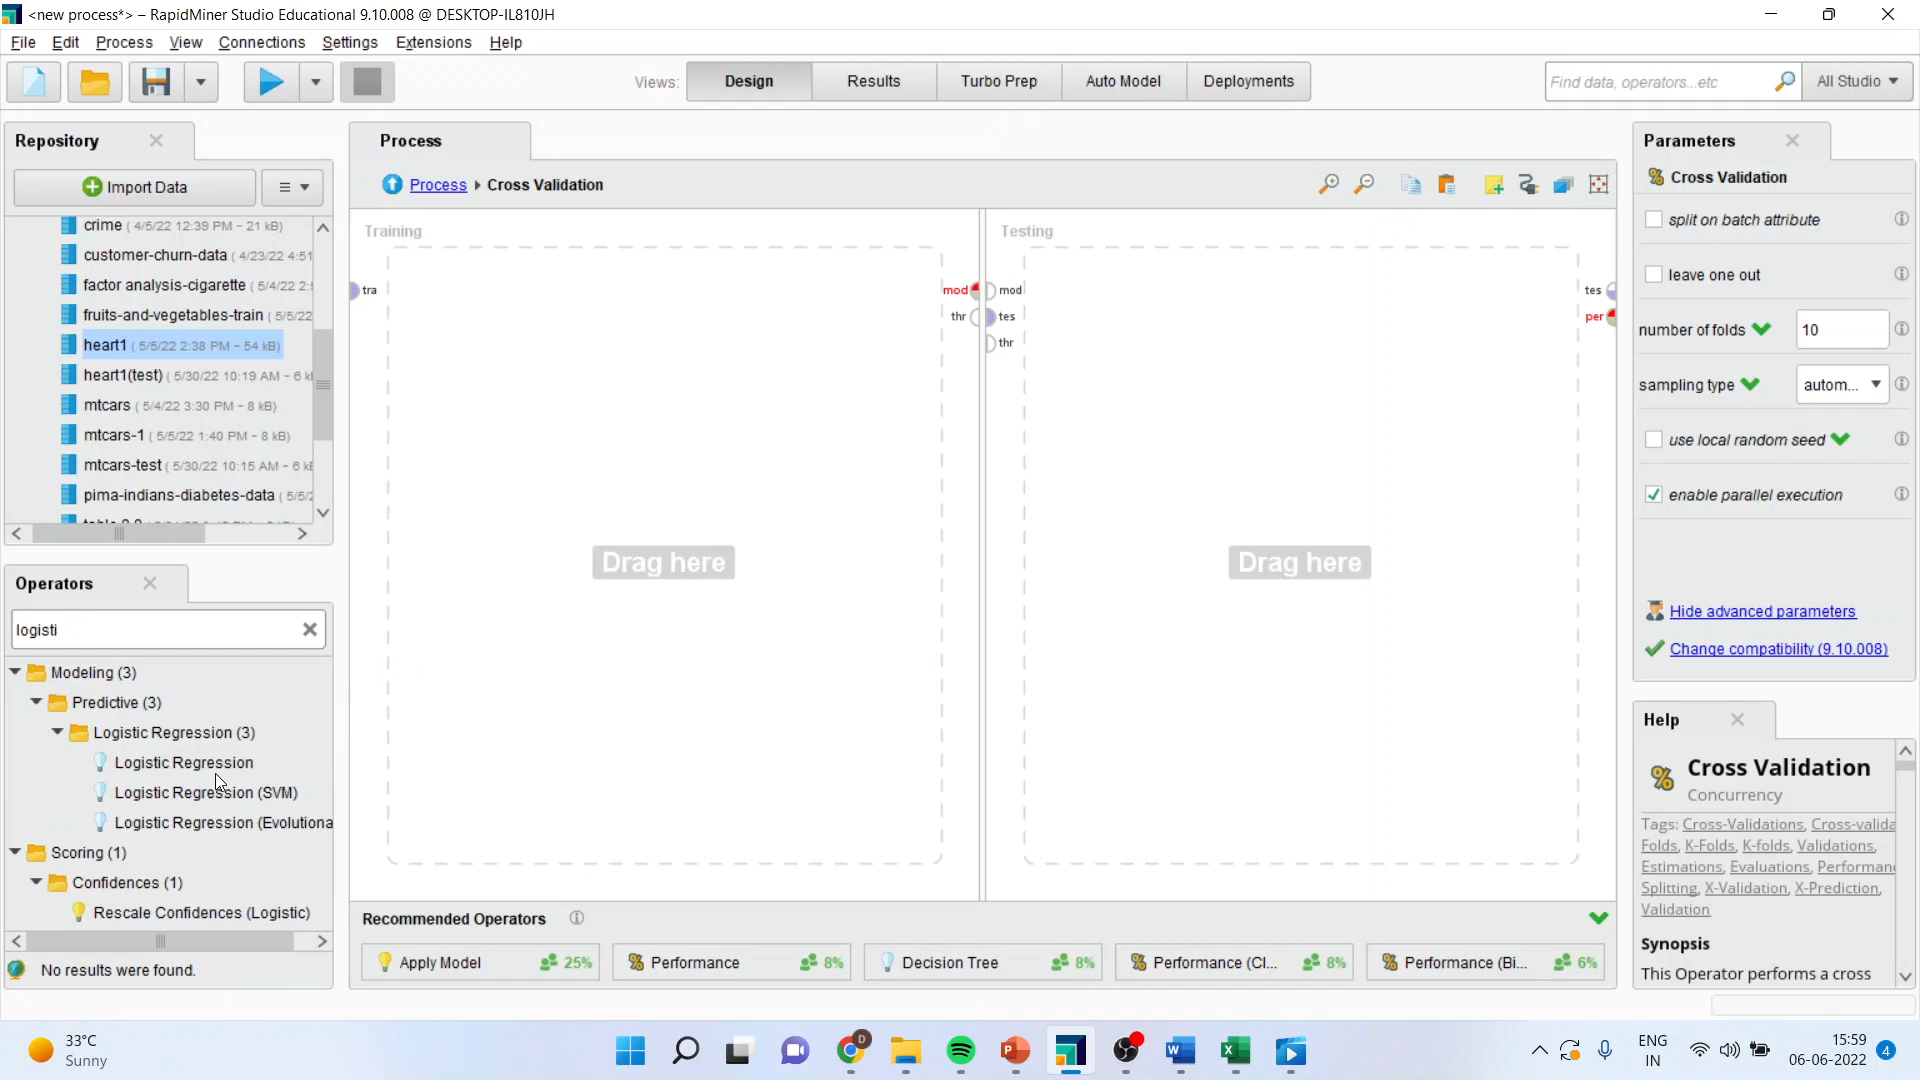 <new process*> – RapidMiner Studio Educational 9.10.008 @ DESKTOP-IL810JH
File Edit Process View Connections Settings Extensions Help
Views: Design Results Turbo Prep Auto Model Deployments
Find data, operators...etc
All Studio
Repository
Import Data
crime ( 4/5/22 12:39 PM – 21 kB)
customer-churn-data ( 4/23/22 4:51
factor analysis-cigarette ( 5/4/22 2:
fruits-and-vegetables-train ( 5/5/22
heart1 ( 5/5/22 2:38 PM – 54 kB)
heart1(test) ( 5/30/22 10:19 AM – 6 k
mtcars ( 5/4/22 3:30 PM – 8 kB)
mtcars-1 ( 5/5/22 1:40 PM – 8 kB)
mtcars-test ( 5/30/22 10:15 AM – 6 k
pima-indians-diabetes-data ( 5/5/2
Operators
logisti
Modeling (3)
Predictive (3)
Logistic Regression (3)
Logistic Regression
Logistic Regression (SVM)
Logistic Regression (Evolutiona
Scoring (1)
Confidences (1)
Rescale Confidences (Logistic)
No results were found.
Process
Process Cross Validation
Training
tra
mod
thr
Drag here
Testing
mod
tes
thr
tes
per
Drag here
Recommended Operators
Apply Model 25%
Performance 8%
Decision Tree 8%
Performance (Cl... 8%
Performance (Bi... 6%
Parameters
Cross Validation
split on batch attribute
leave one out
number of folds 10
sampling type autom...
use local random seed
enable parallel execution
Hide advanced parameters
Change compatibility (9.10.008)
Help
Cross Validation
Concurrency
Tags: Cross-Validations, Cross-valida
Folds, K-Folds, K-folds, Validations,
Estimations, Evaluations, Performan
Splitting, X-Validation, X-Prediction,
Validation
Synopsis
This Operator performs a cross
33°C
Sunny
ENG
IN
15:59
06-06-2022
4